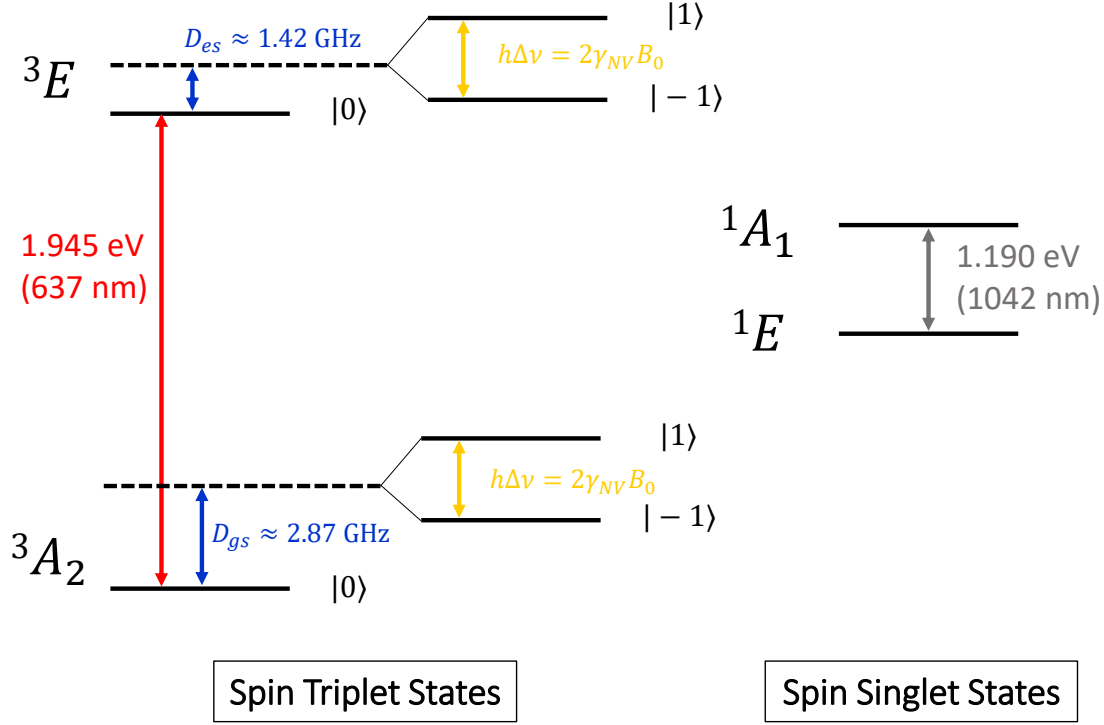 |1⟩
D_es ≈ 1.42 GHz
hΔν = 2γ_NV B_0
³E
|−1⟩
|0⟩
1.945 eV
(637 nm)
¹A₁
1.190 eV
(1042 nm)
¹E
|1⟩
hΔν = 2γ_NV B_0
|−1⟩
D_gs ≈ 2.87 GHz
³A₂
|0⟩
Spin Triplet States
Spin Singlet States